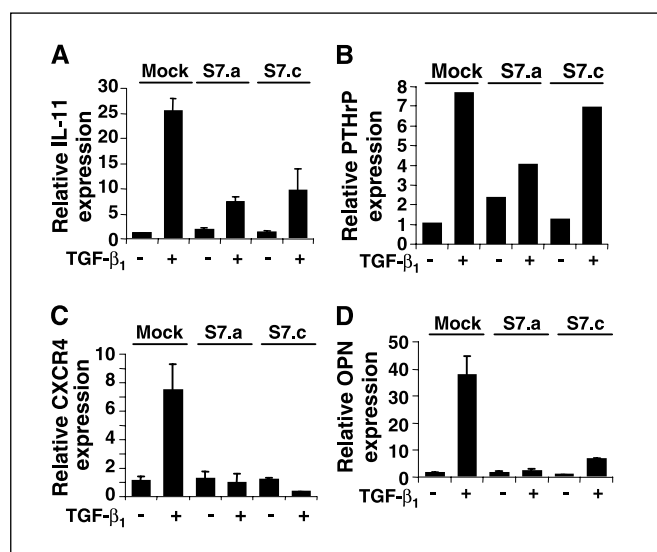 A
Mock S7.a S7.c
Relative IL-11
expression
30
25
20
15
10
5
0
TGF-β1 - + - + - +
B
Mock S7.a S7.c
Relative PTHrP
expression
8
7
6
5
4
3
2
1
0
TGF-β1 - + - + - +
C
Mock S7.a S7.c
Relative CXCR4
expression
10
8
6
4
2
0
TGF-β1 - + - + - +
D
Mock S7.a S7.c
Relative OPN
expression
50
40
30
20
10
0
TGF-β1 - + - + - +